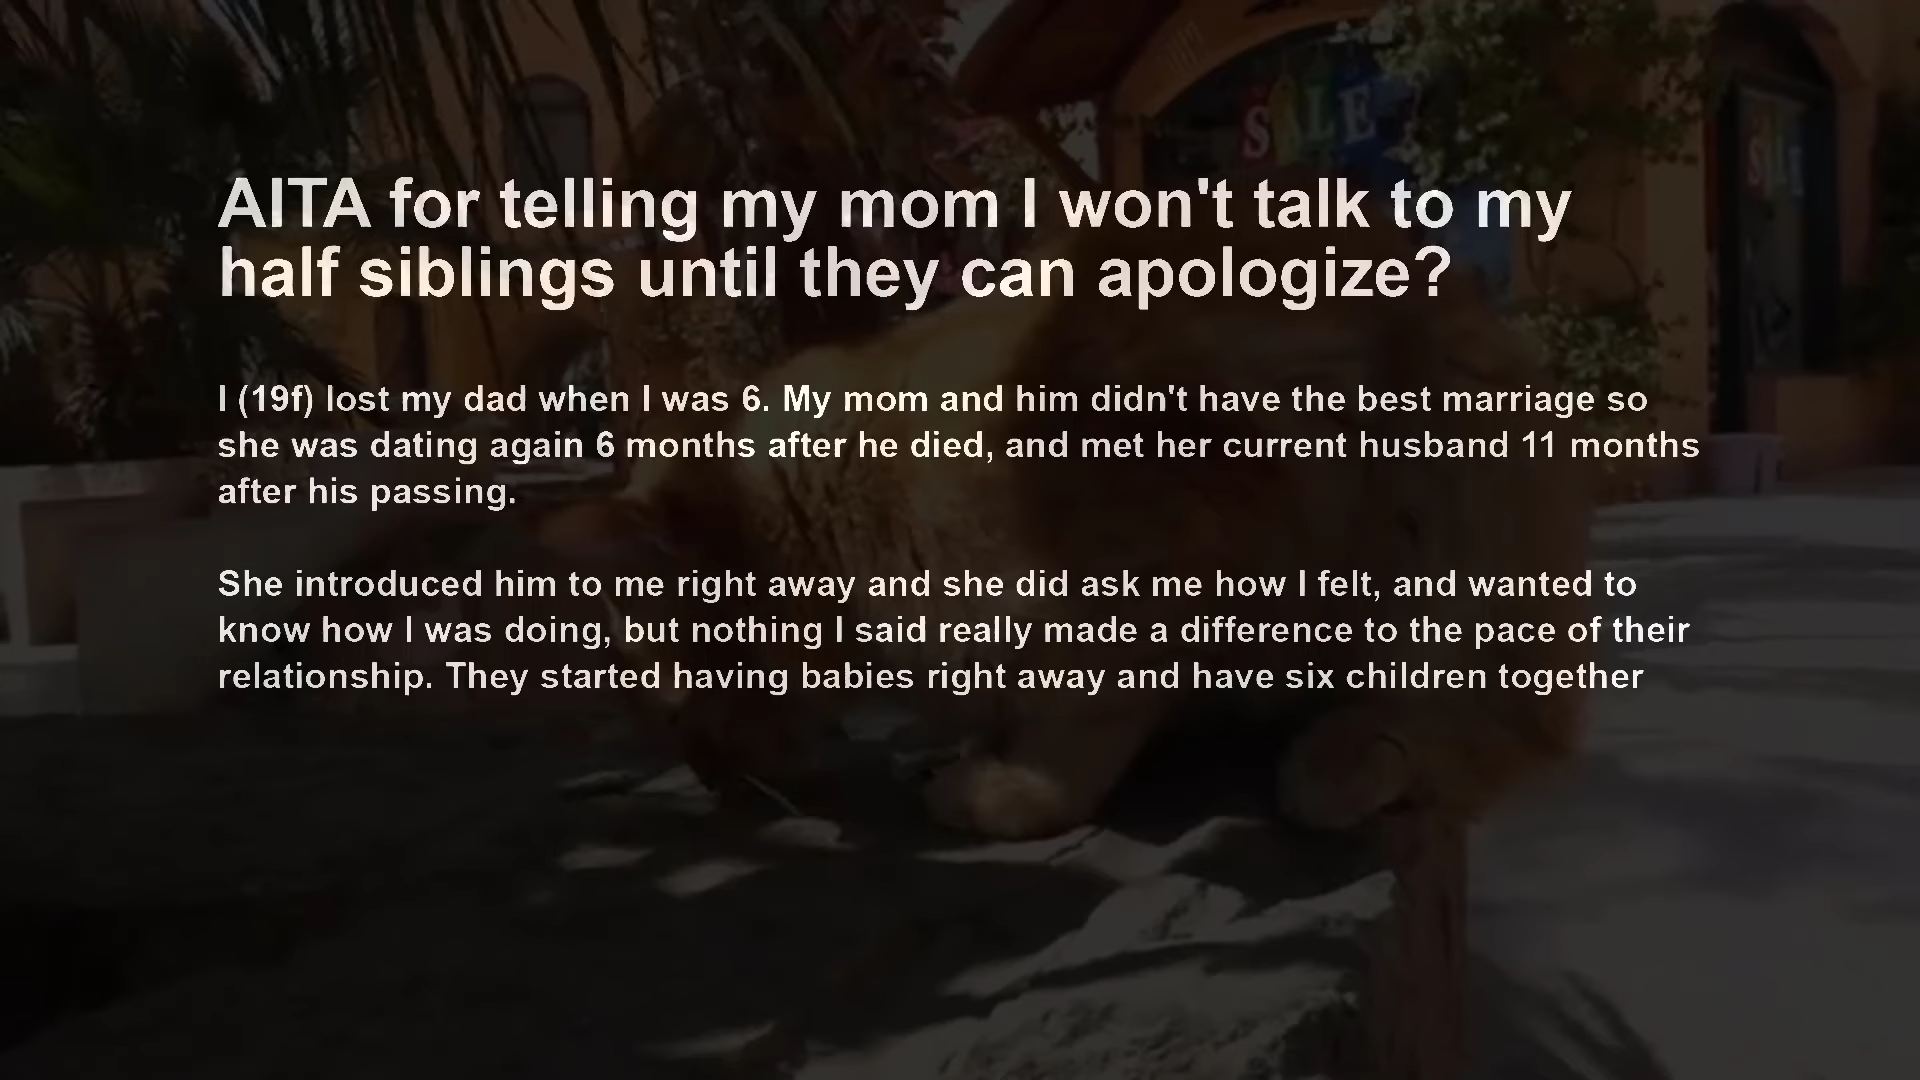 SALE
SALE
AITA for telling my mom I won't talk to my
half siblings until they can apologize?
I (19f) lost my dad when I was 6. My mom and him didn't have the best marriage so
she was dating again 6 months after he died, and met her current husband 11 months
after his passing.
She introduced him to me right away and she did ask me how I felt, and wanted to
know how I was doing, but nothing I said really made a difference to the pace of their
relationship. They started having babies right away and have six children together